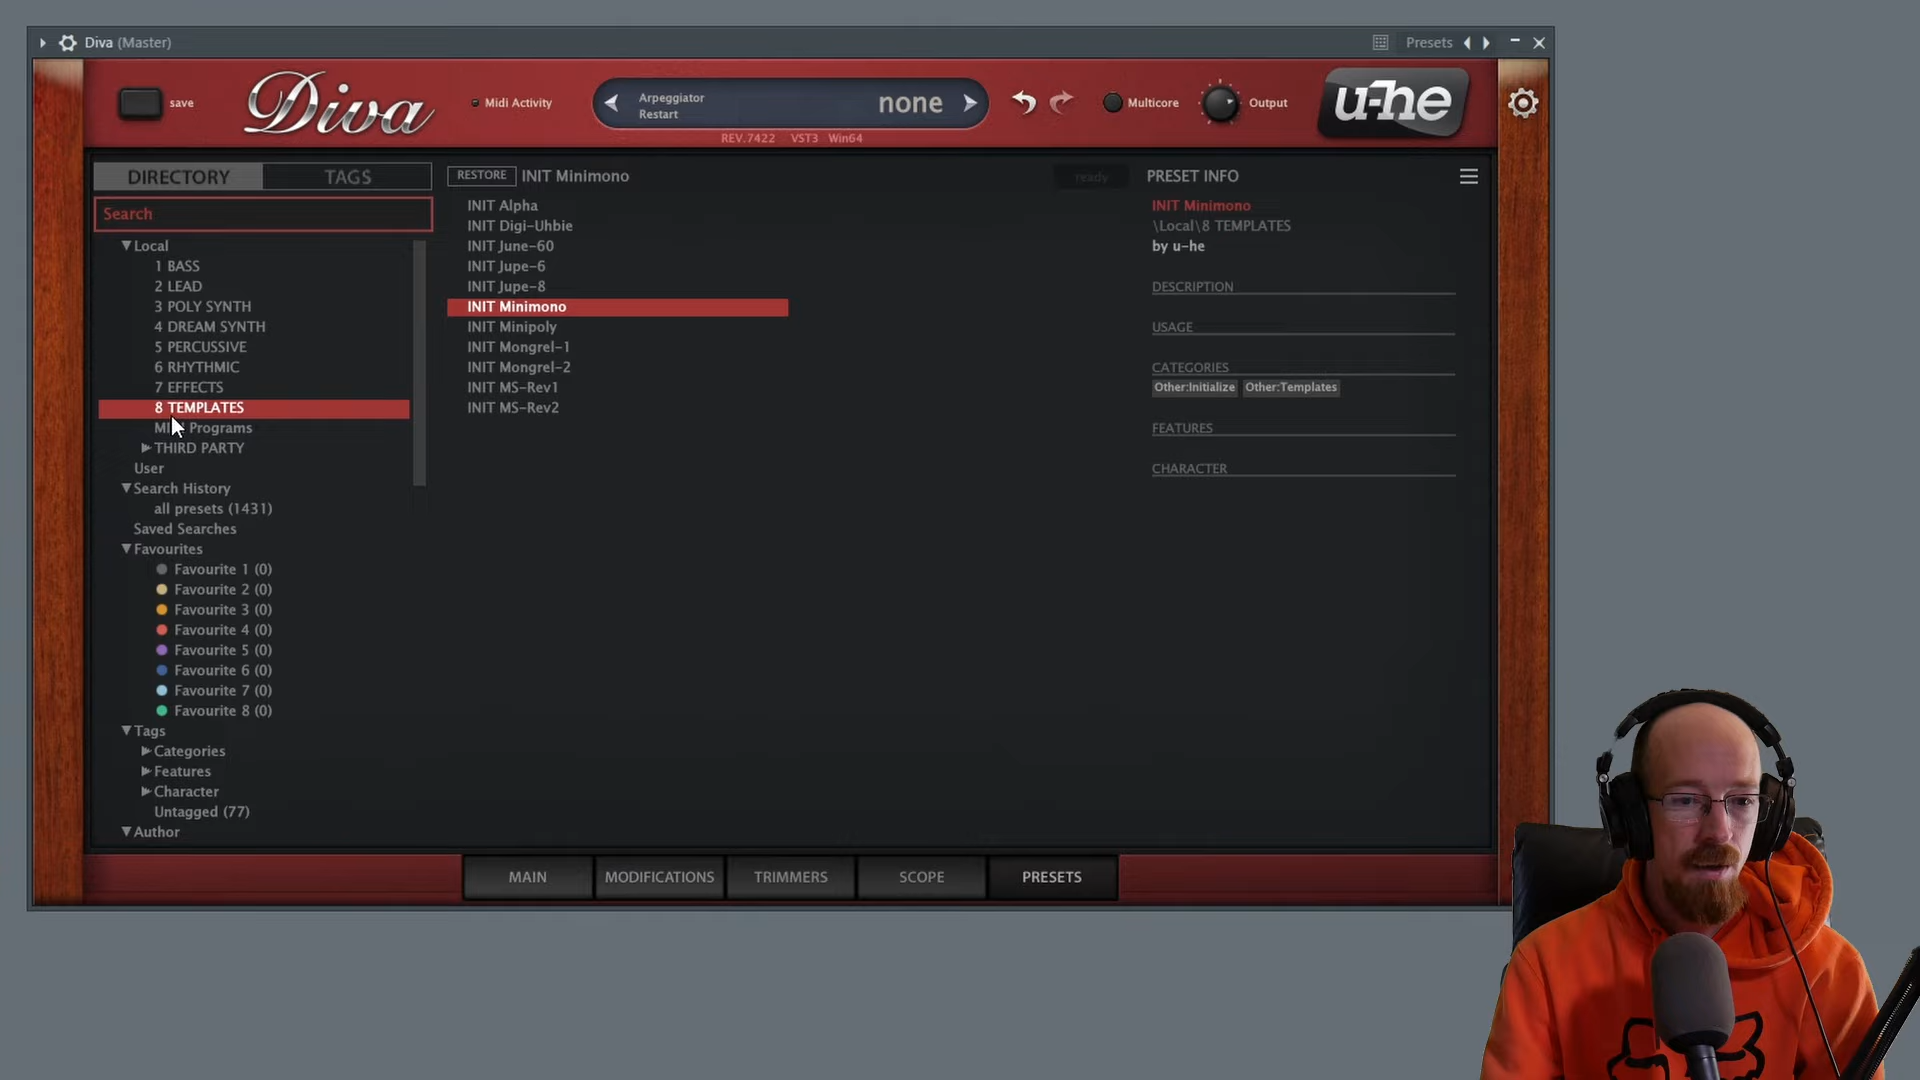 Diva (Master)
Presets
save
Diva
Midi Activity
Arpeggiator
Restart
none
Multicore
Output
u-he
REV.7422 VST3 Win64
DIRECTORY
TAGS
RESTORE
INIT Minimono
ready
PRESET INFO
Search
Local
1 BASS
2 LEAD
3 POLY SYNTH
4 DREAM SYNTH
5 PERCUSSIVE
6 RHYTHMIC
7 EFFECTS
8 TEMPLATES
Programs
THIRD PARTY
User
Search History
all presets (1431)
Saved Searches
Favourites
Favourite 1 (0)
Favourite 2 (0)
Favourite 3 (0)
Favourite 4 (0)
Favourite 5 (0)
Favourite 6 (0)
Favourite 7 (0)
Favourite 8 (0)
Tags
Categories
Features
Character
Untagged (77)
Author
INIT Alpha
INIT Digi-Uhbie
INIT June-60
INIT Jupe-6
INIT Jupe-8
INIT Minimono
INIT Minipoly
INIT Mongrel-1
INIT Mongrel-2
INIT MS-Rev1
INIT MS-Rev2
INIT Minimono
\Local\8 TEMPLATES
by u-he
DESCRIPTION
USAGE
CATEGORIES
Other:Initialize Other:Templates
FEATURES
CHARACTER
MAIN
MODIFICATIONS
TRIMMERS
SCOPE
PRESETS